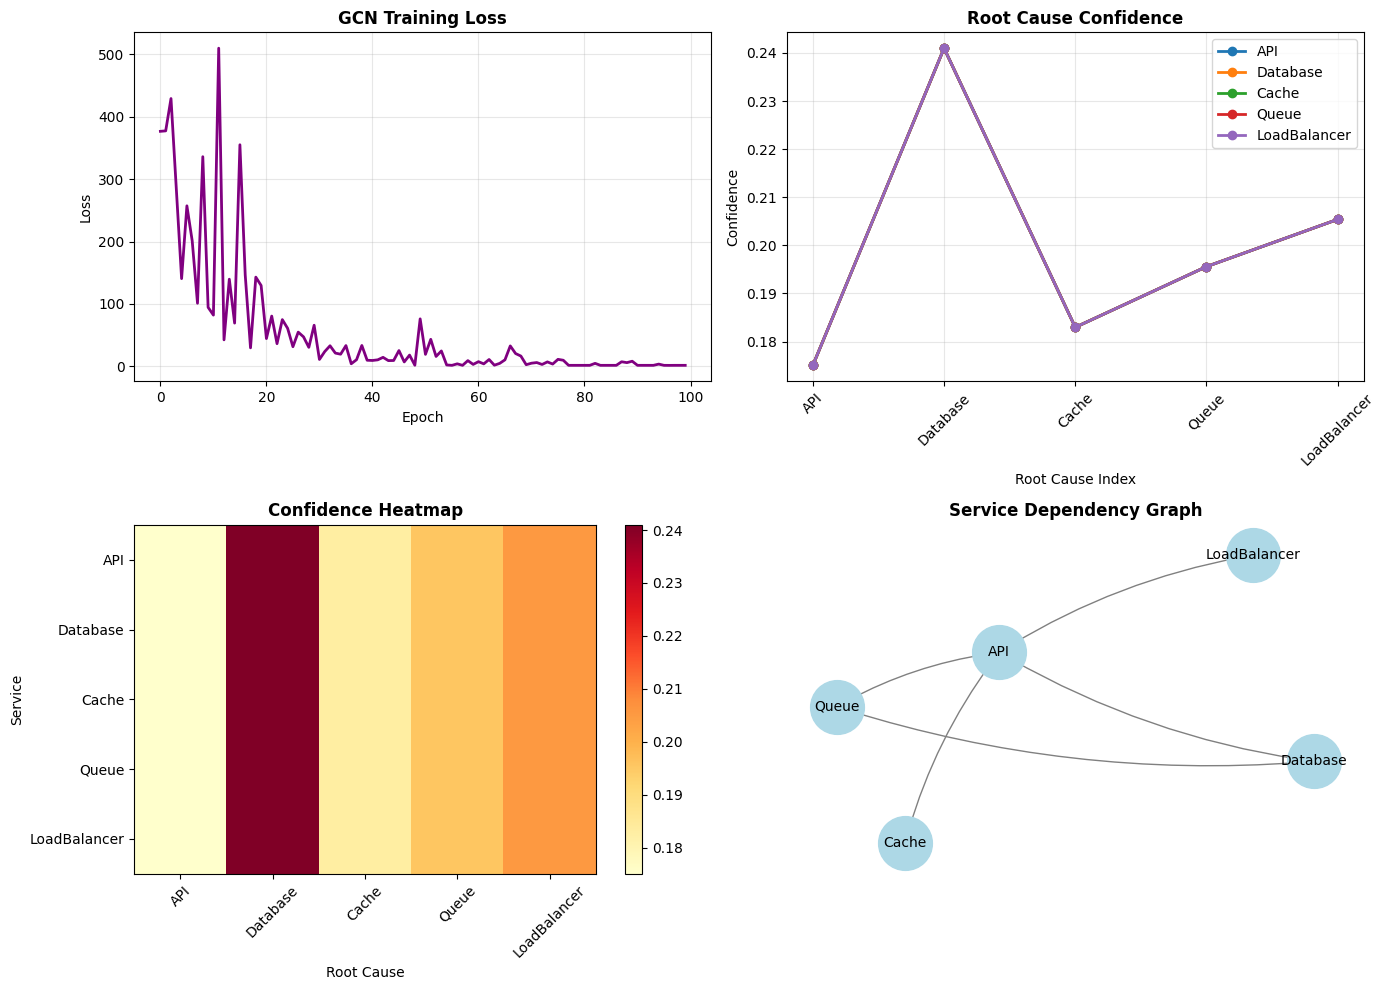 GCN Training Loss
500
400
300
200
100
0
Loss
0 20 40 60 80 100
Epoch
Root Cause Confidence
0.24
0.23
0.22
0.21
0.20
0.19
0.18
Confidence
API
Database
Cache
Queue
LoadBalancer
API Database Cache Queue LoadBalancer
Root Cause Index
Confidence Heatmap
Service
API
Database
Cache
Queue
LoadBalancer
API Database Cache Queue LoadBalancer
Root Cause
0.24
0.23
0.22
0.21
0.20
0.19
0.18
Service Dependency Graph
LoadBalancer
API
Queue
Database
Cache